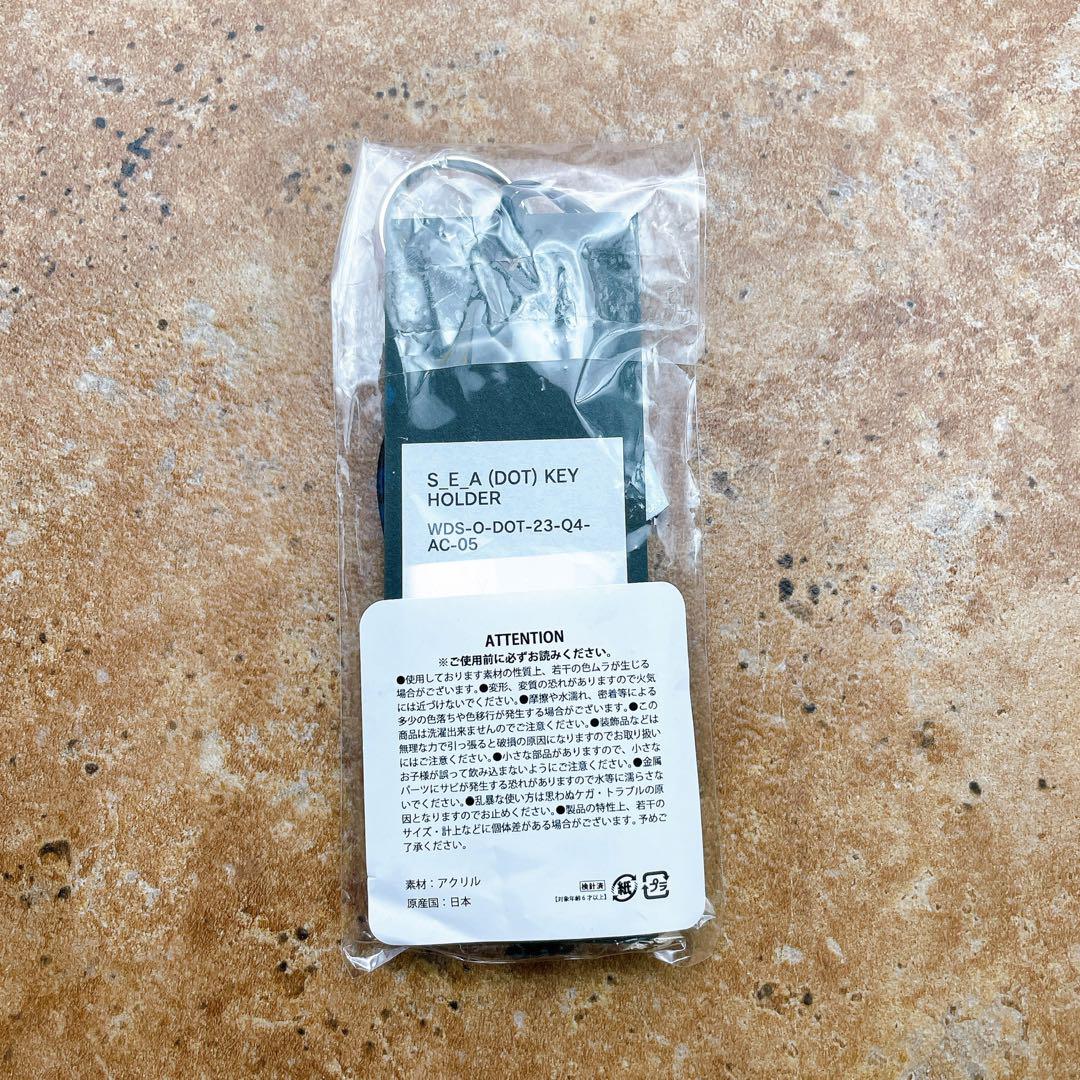 S_E_A (DOT) KEY
HOLDER
WDS-O-DOT-23-Q4-
AC-05
ATTENTION
※ご使用前に必ずお読みください。
●使用しております素材の性質上、若干の色ムラが生じる
場合がございます。●変形、変質の恐れがありますので火気
には近づけないでください。●摩擦や水濡れ、密着等による
多少の色落ちや色移行が発生する場合がございます。●この
商品は洗濯出来ませんのでご注意ください。●装飾品などは
無理な力で引っ張ると破損の原因になりますのでお取り扱い
にはご注意ください。●小さな部品がありますので、小さな
お子様が誤って飲み込まないようにご注意ください。●金属
パーツにサビが発生する恐れがありますので水等に濡らさな
いでください。●乱暴な使い方は思わぬケガ・トラブルの原
因となりますのでお止めください。●製品の特性上、若干の
サイズ・計上などに個体差がある場合がございます。予めご
了承ください。
素材：アクリル
原産国：日本
検針済
【対象年齢6才以上】
紙
プラ